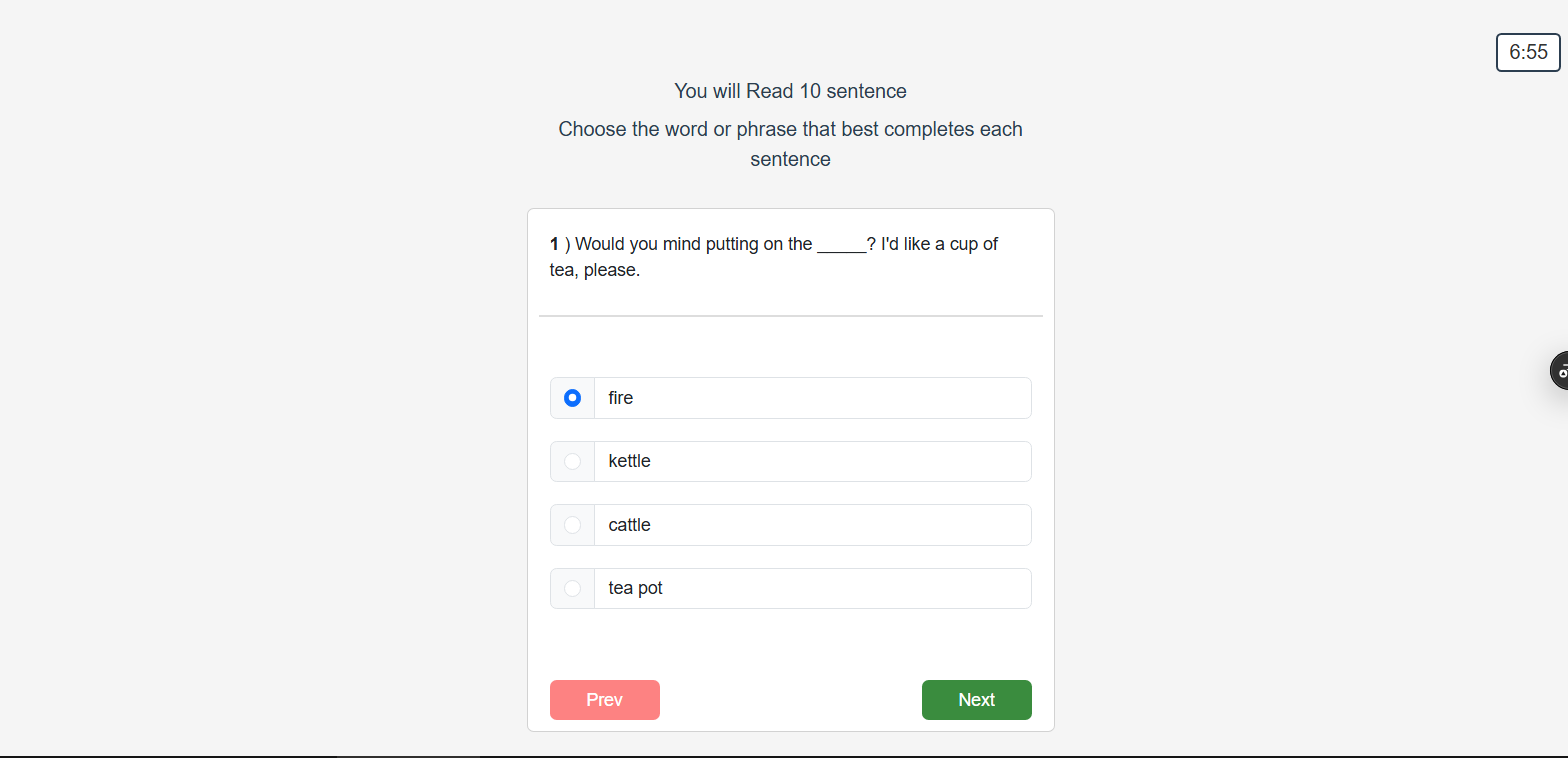 6:55
You will Read 10 sentence
Choose the word or phrase that best completes each
sentence
1 ) Would you mind putting on the _____? I'd like a cup of
tea, please.
fire
kettle
cattle
tea pot
Prev
Next